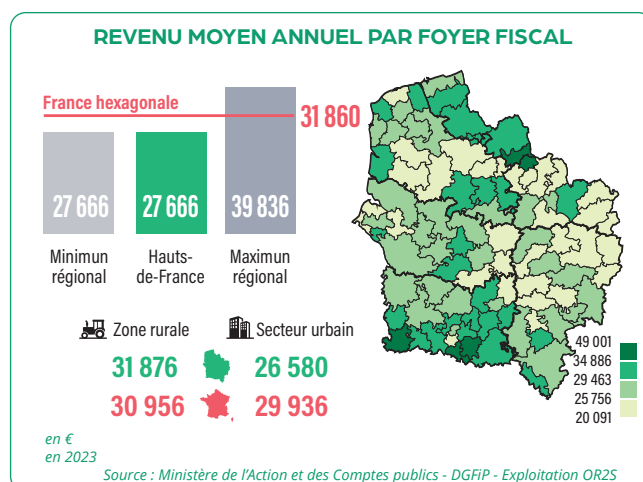 REVENU MOYEN ANNUEL PAR FOYER FISCAL
France hexagonale
31 860
27 666
27 666
39 836
Minimun régional
Hauts-de-France
Maximun régional
Zone rurale
Secteur urbain
31 876
26 580
30 956
29 936
49 001
34 886
29 463
25 756
20 091
en €
en 2023
Source : Ministère de l'Action et des Comptes publics - DGFiP - Exploitation OR2S